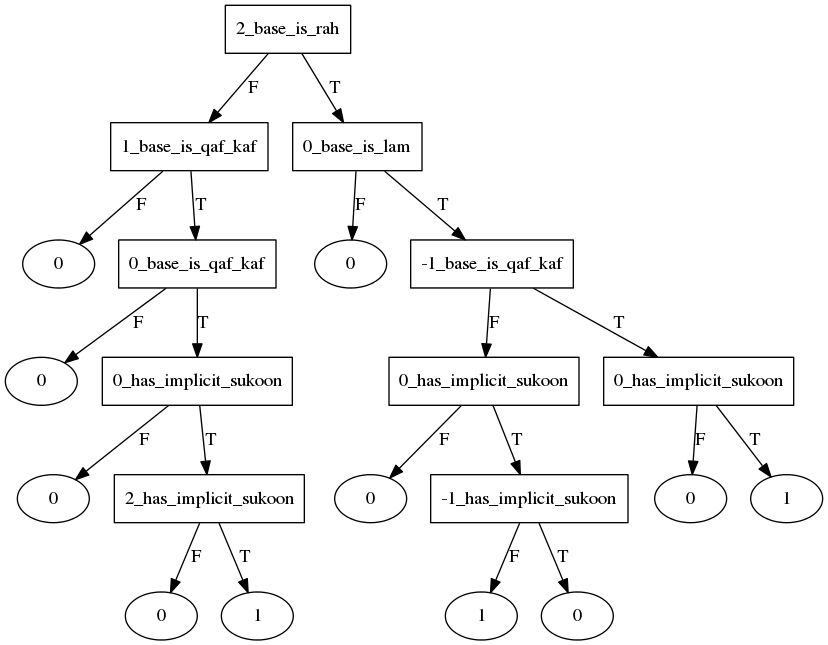 2_base_is_rah
F T
1_base_is_qaf_kaf 0_base_is_lam
F T F T
0 0_base_is_qaf_kaf 0 -1_base_is_qaf_kaf
F T F T
0 0_has_implicit_sukoon 0_has_implicit_sukoon 0_has_implicit_sukoon
F T F T F T
0 2_has_implicit_sukoon 0 -1_has_implicit_sukoon 0 1
F T F T
0 1 1 0